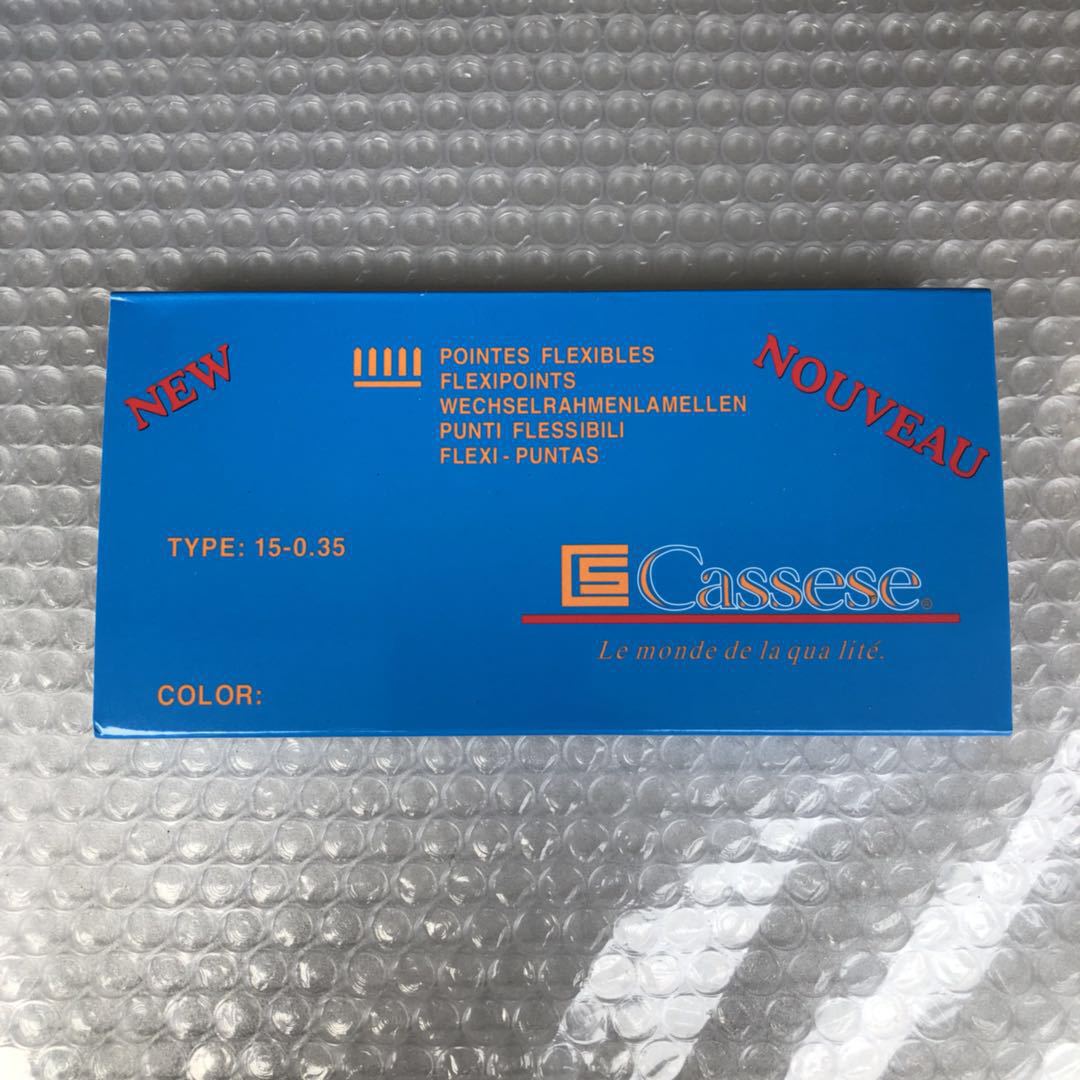 NEW
NOUVEAU
POINTES FLEXIBLES
FLEXIPOINTS
WECHSELRAHMENLAMELLEN
PUNTI FLESSIBILI
FLEXI - PUNTAS
TYPE: 15-0.35
CS Cassese®
Le monde de la qua lité.
COLOR: